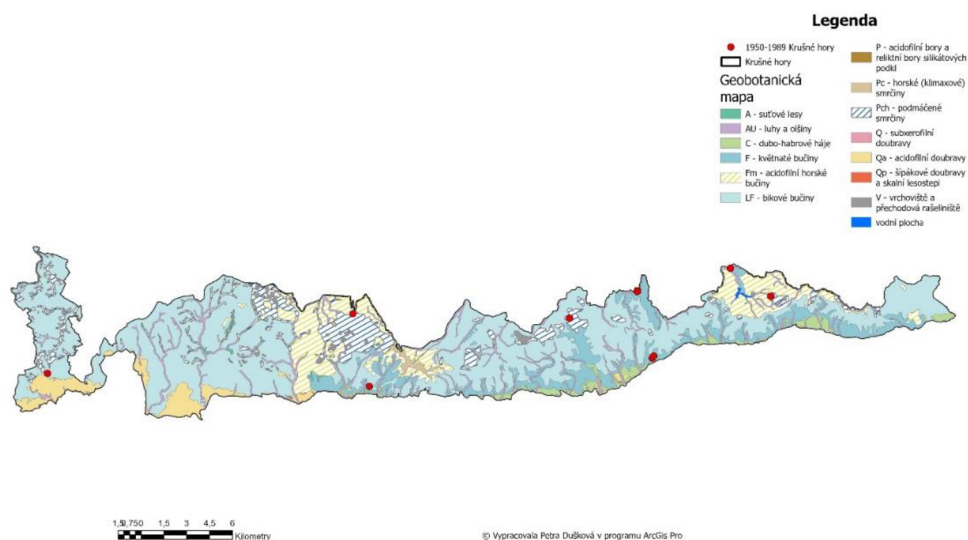 Legenda
1950-1989 Krušné hory
Krušné hory
Geobotanická
mapa
A - suťové lesy
AU - luhy a olšiny
C - dubo-habrové háje
F - květnaté bučiny
Fm - acidofilní horské
bučiny
LF - bikové bučiny
P - acidofilní bory a
reliktní bory silikátových
podkl
Pc - horské (klimaxové)
smrčiny
Pch - podmáčené
smrčiny
Q - subxerofilní
doubravy
Qa - acidofilní doubravy
Qp - šípákové doubravy
a skalní lesostepi
V - vrchoviště a
přechodová rašeliniště
vodní plocha
1,5 3 4,5 6
Kilometry
© Vypracovala Petra Dušková v programu ArcGis Pro